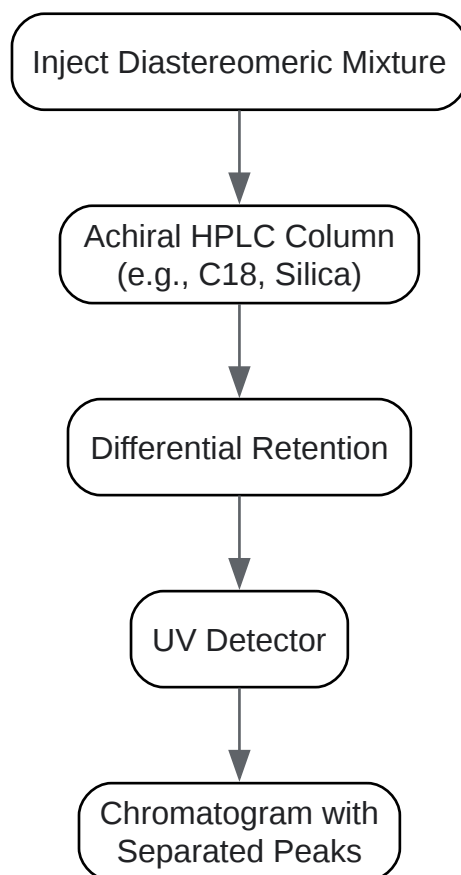 Inject Diastereomeric Mixture
Achiral HPLC Column
(e.g., C18, Silica)
Differential Retention
UV Detector
Chromatogram with
Separated Peaks